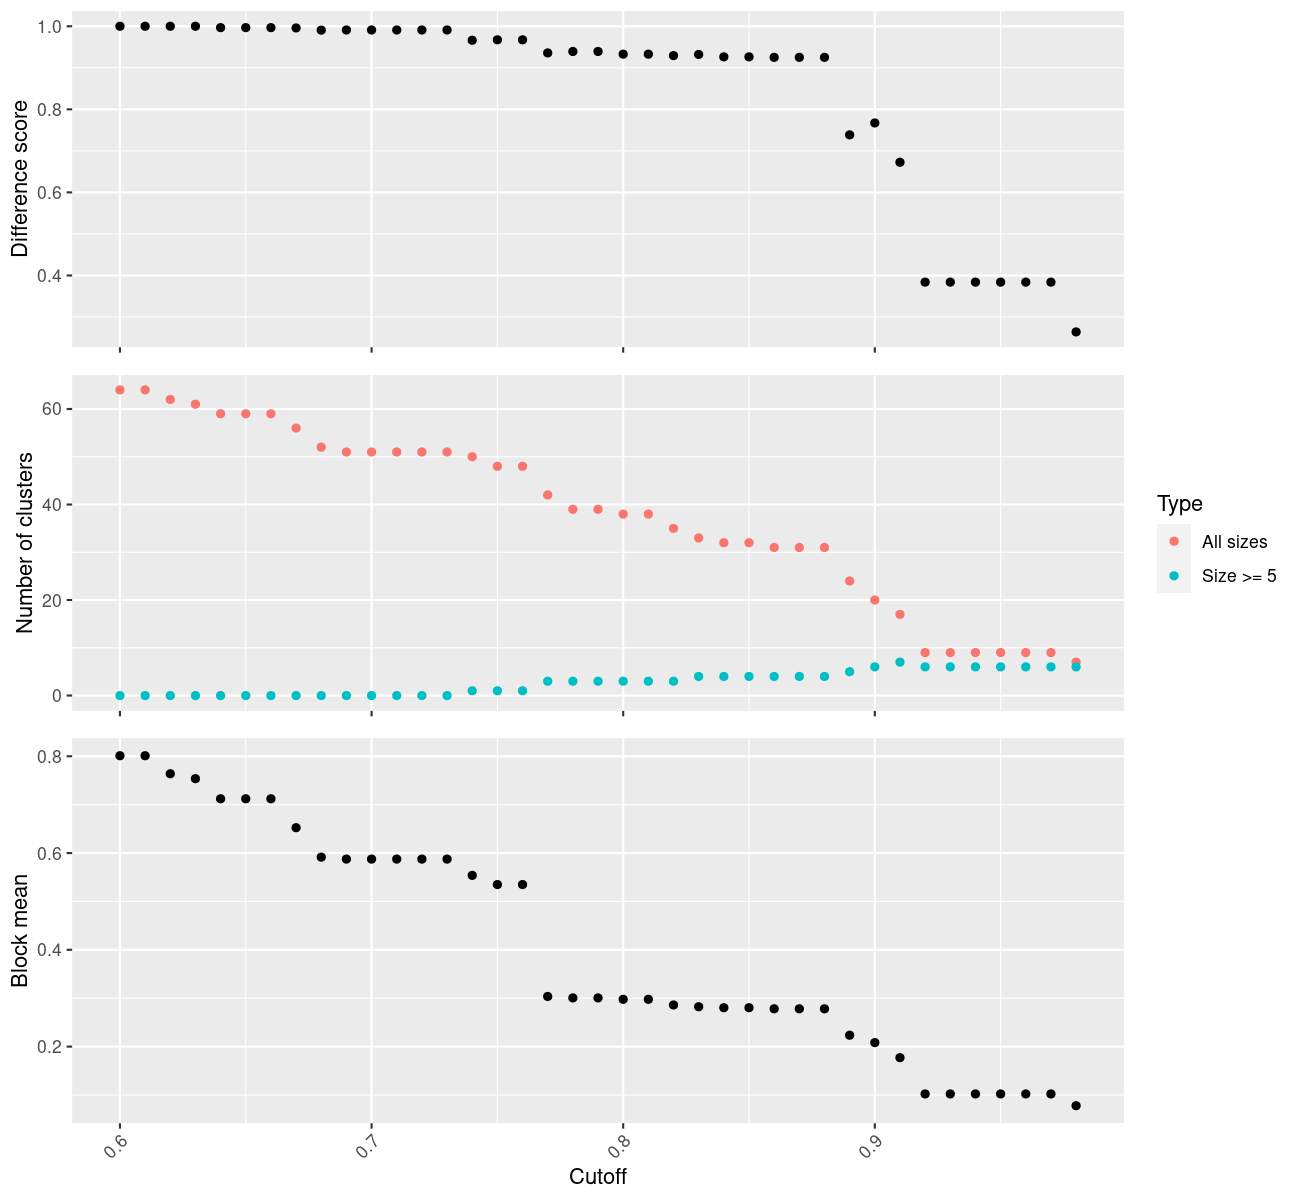 1.0
0.8
0.6
0.4
Difference score
60
40
20
0
Number of clusters
Type
All sizes
Size >= 5
0.8
0.6
0.4
0.2
Block mean
0.6
0.7
0.8
0.9
Cutoff